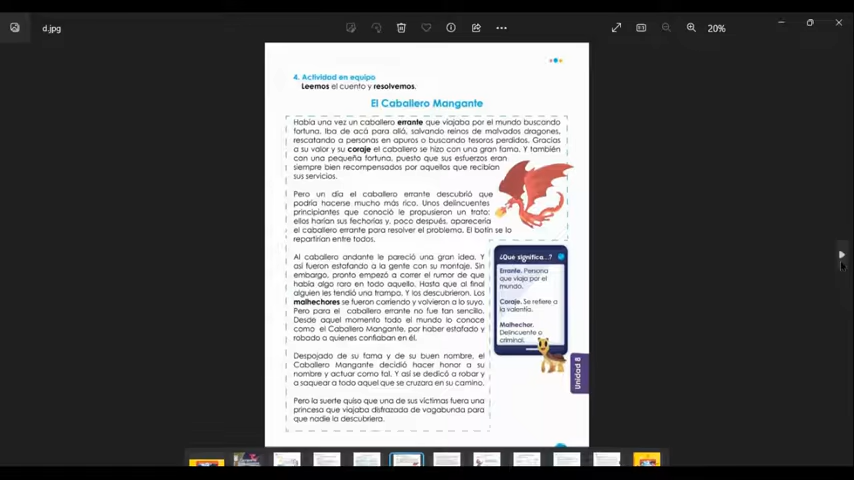 d.jpg
20%
4. Actividad en equipo
Leemos el cuento y resolvemos.
El Caballero Mangante
Había una vez un caballero errante que viajaba por el mundo buscando
fortuna. Iba de acá para allá, salvando reinos de malvados dragones,
rescatando a personas en apuros o buscando tesoros perdidos. Gracias
a su valor y su coraje el caballero se hizo con una gran fama. Y también
con una pequeña fortuna, puesto que sus esfuerzos eran
siempre bien recompensados por aquellos que recibían
sus servicios.
Pero un día el caballero errante descubrió que
podría hacerse mucho más rico. Unos delincuentes
principiantes que conoció le propusieron un trato:
ellos harían sus fechorías y, poco después, aparecería
el caballero errante para resolver el problema. El botín se lo
repartirían entre todos.
Al caballero andante le pareció una gran idea. Y
así fueron estafando a la gente con su montaje. Sin
embargo, pronto empezó a correr el rumor de que
había algo raro en todo aquello. Hasta que al final
alguien les tendió una trampa. Y los descubrieron. Los
malhechores se fueron corriendo y volvieron a lo suyo.
Pero para el caballero errante no fue tan sencillo.
Desde aquel momento todo el mundo lo conoce
como el Caballero Mangante, por haber estafado y
robado a quienes confiaban en él.
Despojado de su fama y de su buen nombre, el
Caballero Mangante decidió hacer honor a su
nombre y actuar como tal. Y así se dedicó a robar y
a saquear a todo aquel que se cruzara en su camino.
Pero la suerte quiso que una de sus víctimas fuera una
princesa que viajaba disfrazada de vagabunda para
que nadie la descubriera.
¿Qué significa...?
Errante. Persona
que viaja por el
mundo.
Coraje. Se refiere a
la valentía.
Malhechor.
Delincuente o
criminal.
Unidad 8